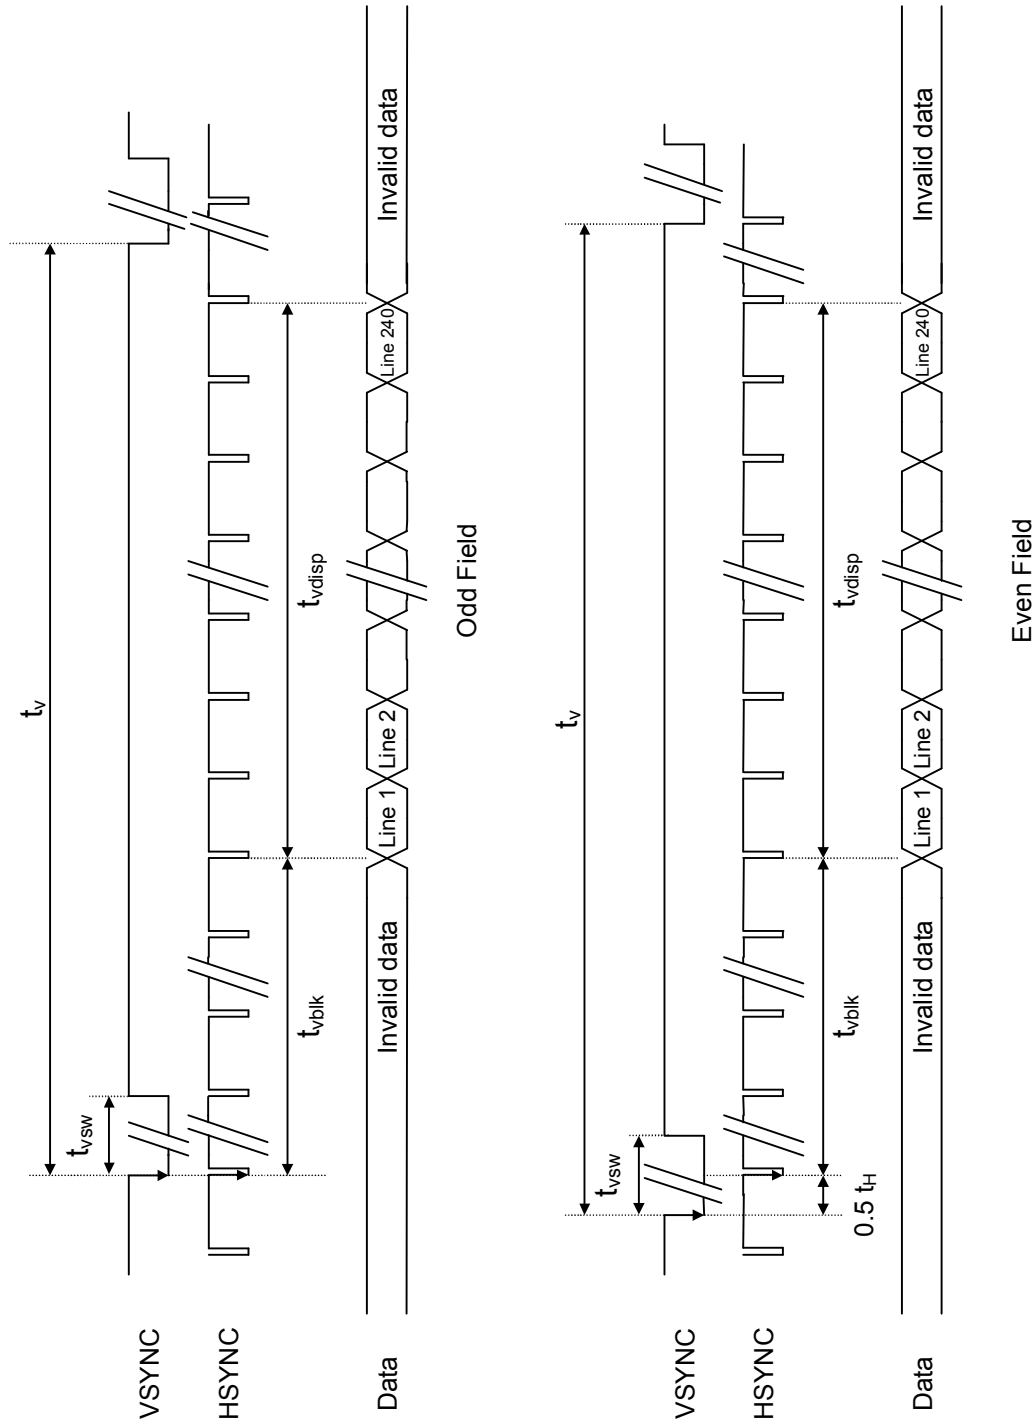 t_v
t_vsw
VSYNC
HSYNC
t_vblk
t_vdisp
Data
Invalid data
Line 1
Line 2
Line 240
Invalid data
Odd Field
t_v
t_vsw
VSYNC
HSYNC
0.5 t_H
t_vblk
t_vdisp
Data
Invalid data
Line 1
Line 2
Line 240
Invalid data
Even Field